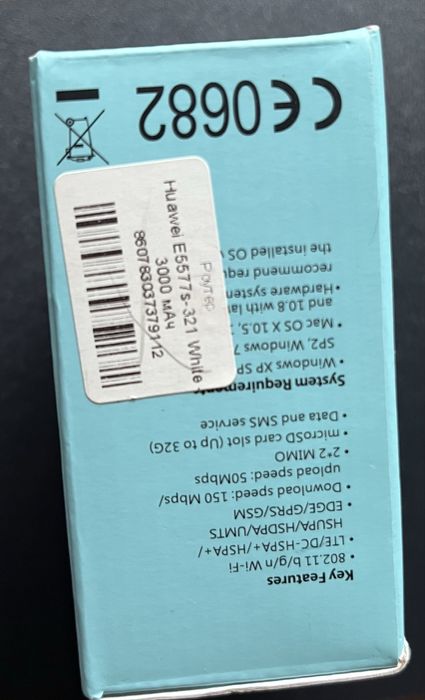 Key Features
• 802.11 b/g/n Wi-Fi
• LTE/DC-HSPA+/HSPA+/
HSUPA/HSDPA/UMTS
EDGE/GPRS/GSM
• Download speed: 150 Mbps/
upload speed: 50Mbps
• 2*2 MIMO
• microSD card slot (Up to 32G)
• Data and SMS service
System Requirements
• Windows XP SP
SP2, Windows 7
• Mac OS X 10.5,
and 10.8 with lat
• Hardware system
recommend requ
the installed OS
CE0682
Роутер
Huawei E5577s-321 White
3000 мАч
860783037379112